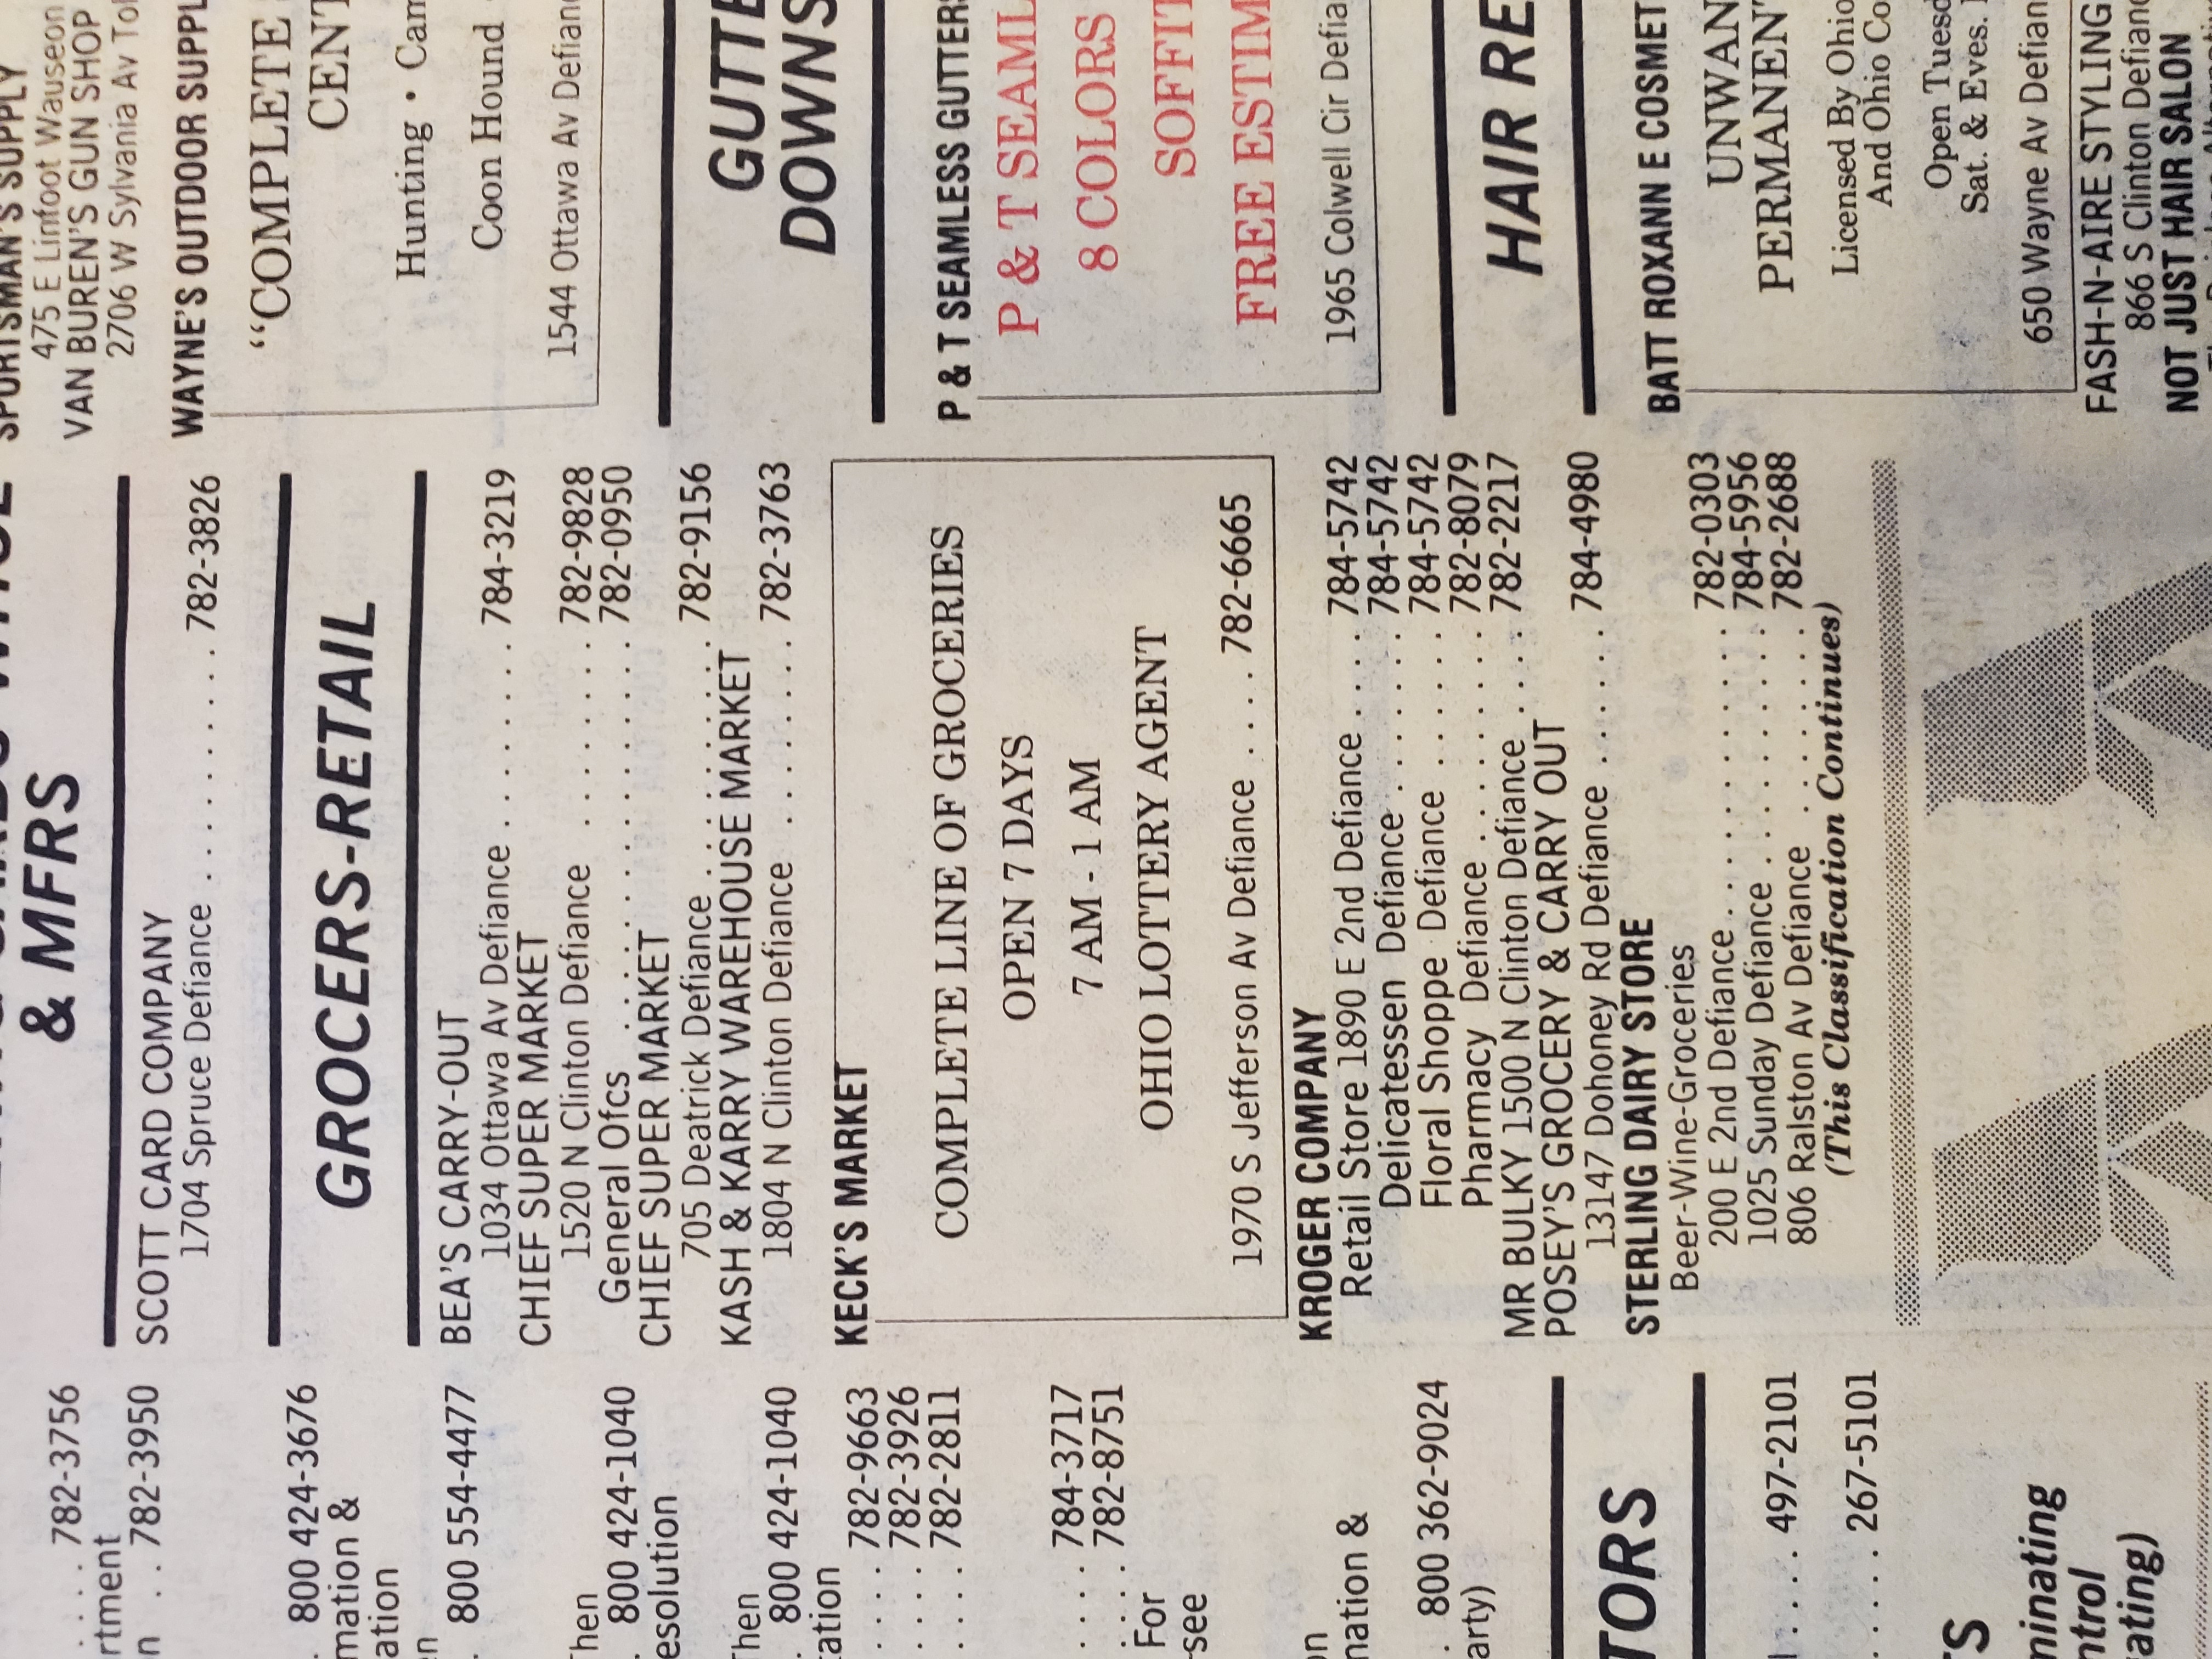 782-3756
rtment
782-3950
800 424-3676
mation &
ation
800 554-4477
800 424-1040
esolution
800 424-1040
782-9663
782-3926
782-2811
784-3717
782-8751
For
-see
800 362-9024
TORS
497-2101
267-5101
& MFRS
SCOTT CARD COMPANY
1704 Spruce Defiance . . . . . . . . . . 782-3826
GROCERS-RETAIL
BEA'S CARRY-OUT
1034 Ottawa Av Defiance . . . . . . . 784-3219
CHIEF SUPER MARKET
1520 N Clinton Defiance . . . . . . . 782-9828
General Ofcs . . . . . . . . . . . . . . 782-0950
CHIEF SUPER MARKET
705 Deatrick Defiance . . . . . . . . . 782-9156
KASH & KARRY WAREHOUSE MARKET
1804 N Clinton Defiance . . . . . . . 782-3763
KECK'S MARKET
COMPLETE LINE OF GROCERIES
OPEN 7 DAYS
7 AM - 1 AM
OHIO LOTTERY AGENT
1970 S Jefferson Av Defiance . . . . 782-6665
KROGER COMPANY
Retail Store 1890 E 2nd Defiance . . . . 784-5742
Delicatessen Defiance . . . . . . . . 784-5742
Floral Shoppe Defiance . . . . . . . 784-5742
Pharmacy Defiance . . . . . . . . . 782-8079
MR BULKY 1500 N Clinton Defiance . . . . 782-2217
POSEY'S GROCERY & CARRY OUT
13147 Dohoney Rd Defiance . . . . . 784-4980
STERLING DAIRY STORE
Beer-Wine-Groceries
200 E 2nd Defiance . . . . . . . . . . 782-0303
1025 Sunday Defiance . . . . . . . . . 784-5956
806 Ralston Av Defiance . . . . . . . 782-2688
(This Classification Continues)
SPORTSMAN'S SUPPLY
475 E Linfoot Wauseon
VAN BUREN'S GUN SHOP
2706 W Sylvania Av Tol
WAYNE'S OUTDOOR SUPPL
"COMPLETE
CENT
Hunting • Cam
Coon Hound
1544 Ottawa Av Defianc
GUTTE
DOWNS
P & T SEAMLESS GUTTERS
P & T SEAML
8 COLORS
SOFFIT
FREE ESTIM
1965 Colwell Cir Defia
HAIR RE
BATT ROXANN E COSMET
UNWAN
PERMANENT
Licensed By Ohio
And Ohio Co
Open Tuesd
Sat. & Eves.
650 Wayne Av Defian
FASH-N-AIRE STYLING
866 S Clinton Defianc
NOT JUST HAIR SALON